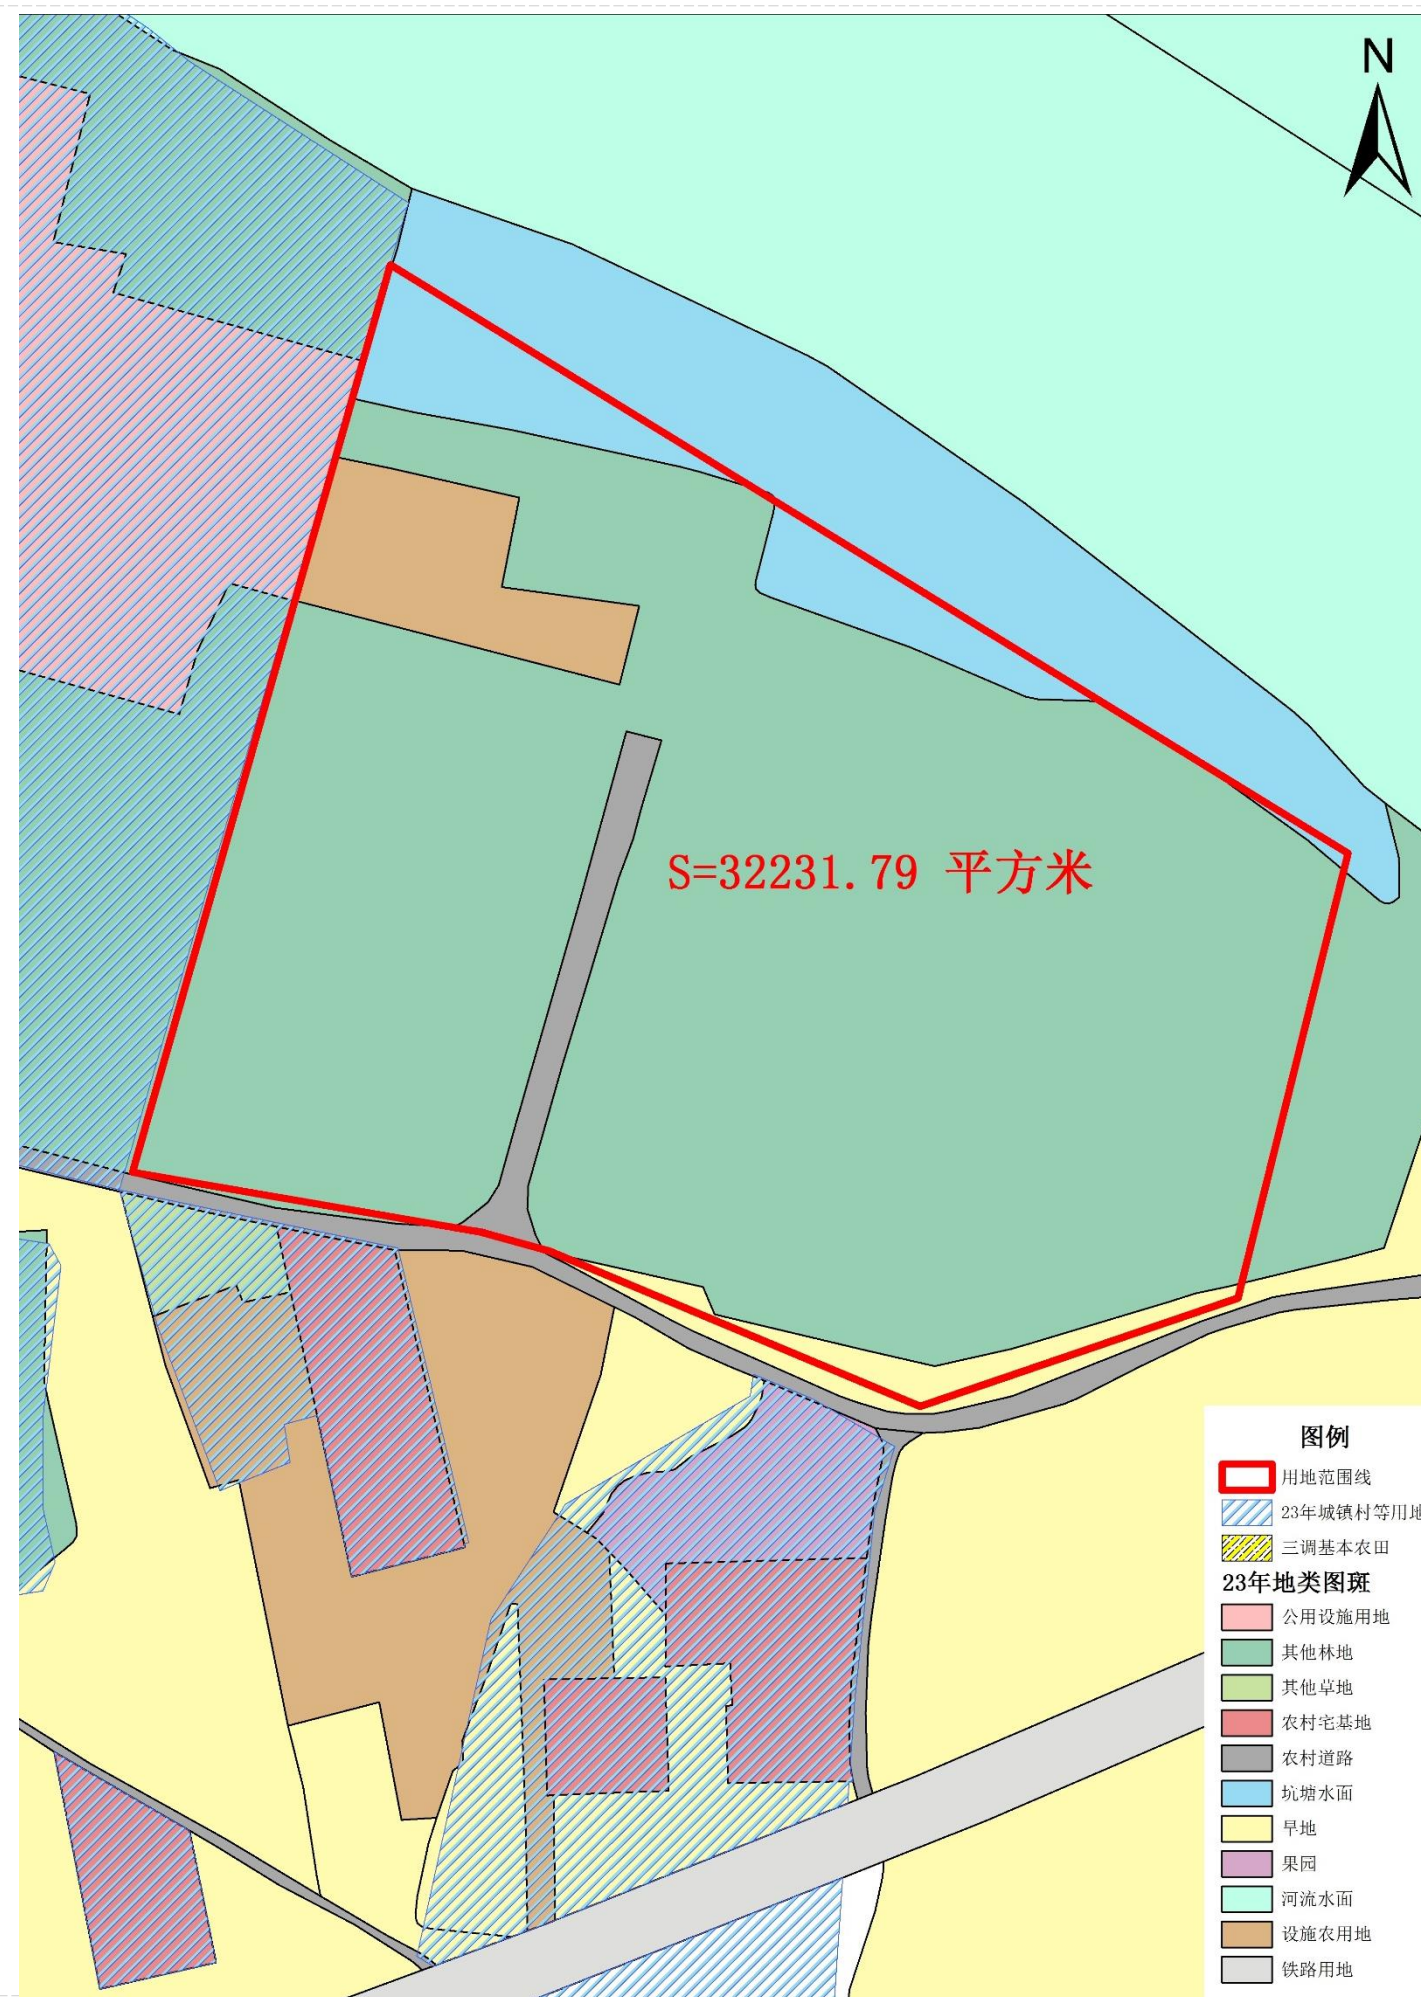 N
S=32231.79 平方米
图例
用地范围线
23年城镇村等用地
三调基本农田
23年地类图斑
公用设施用地
其他林地
其他草地
农村宅基地
农村道路
坑塘水面
旱地
果园
河流水面
设施农用地
铁路用地